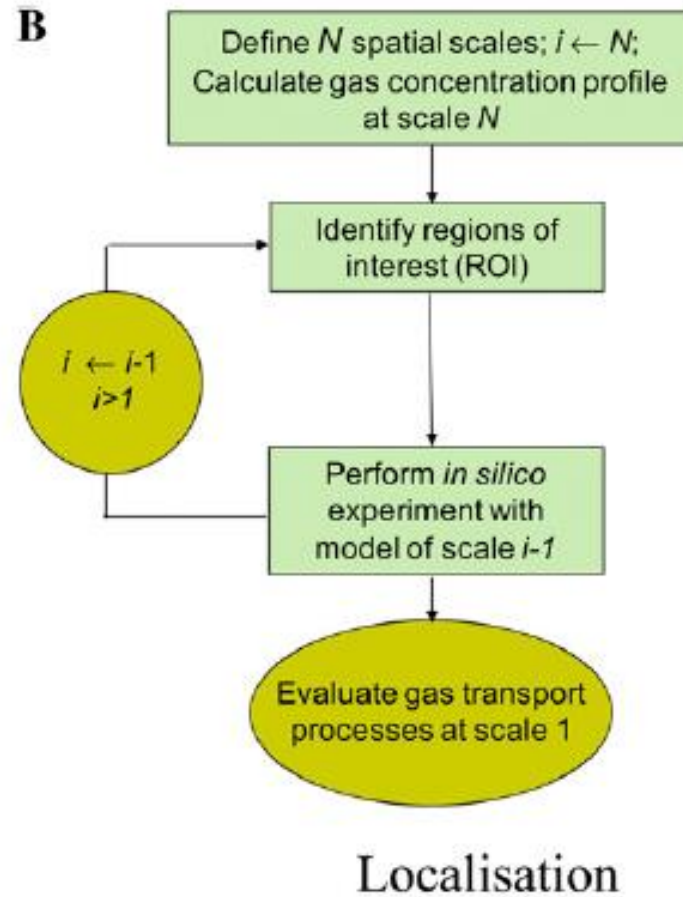 B
Define N spatial scales; i ← N;
Calculate gas concentration profile
at scale N
Identify regions of
interest (ROI)
i ← i-1
i>1
Perform in silico
experiment with
model of scale i-1
Evaluate gas transport
processes at scale 1
Localisation